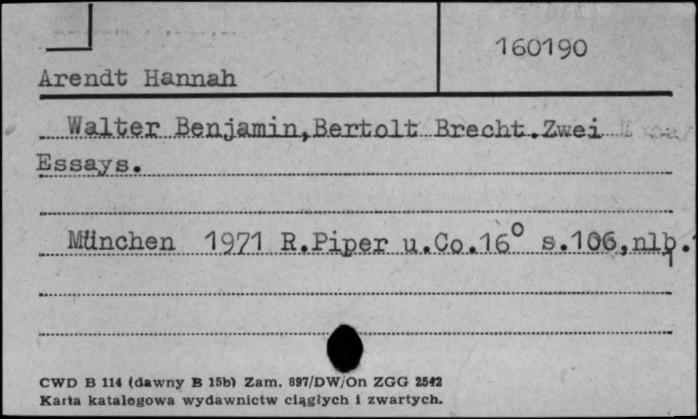 160190
Arendt Hannah
Walter Benjamin,Bertolt Brecht.Zwei
Essays.
München 1971 R.Piper u.Co.16° s.106,nlb.
CWD B 114 (dawny B 15b) Zam. 897/DW/On ZGG 2542
Karta katalogowa wydawnictw ciągłych i zwartych.